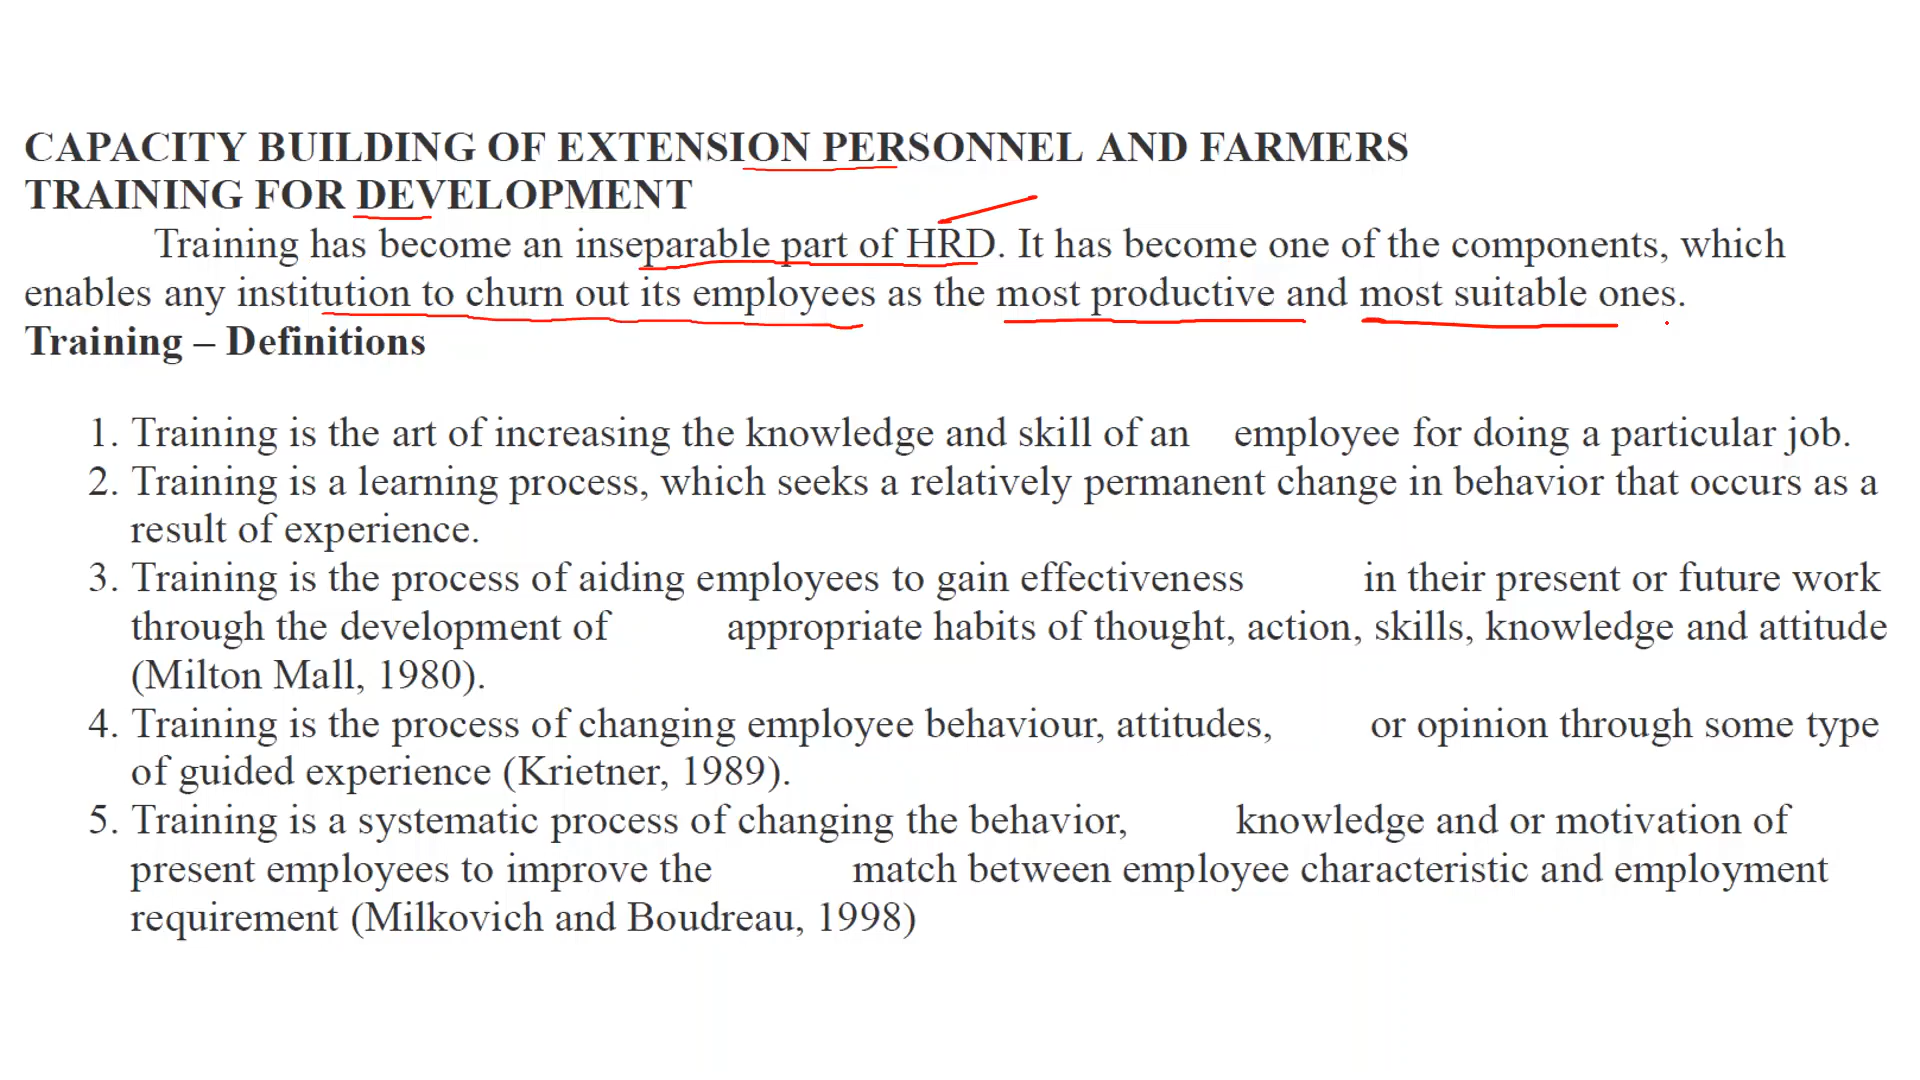 CAPACITY BUILDING OF EXTENSION PERSONNEL AND FARMERS
TRAINING FOR DEVELOPMENT
Training has become an inseparable part of HRD. It has become one of the components, which
enables any institution to churn out its employees as the most productive and most suitable ones.
Training – Definitions
1. Training is the art of increasing the knowledge and skill of an employee for doing a particular job.
2. Training is a learning process, which seeks a relatively permanent change in behavior that occurs as a
result of experience.
3. Training is the process of aiding employees to gain effectiveness in their present or future work
through the development of appropriate habits of thought, action, skills, knowledge and attitude
(Milton Mall, 1980).
4. Training is the process of changing employee behaviour, attitudes, or opinion through some type
of guided experience (Krietner, 1989).
5. Training is a systematic process of changing the behavior, knowledge and or motivation of
present employees to improve the match between employee characteristic and employment
requirement (Milkovich and Boudreau, 1998)